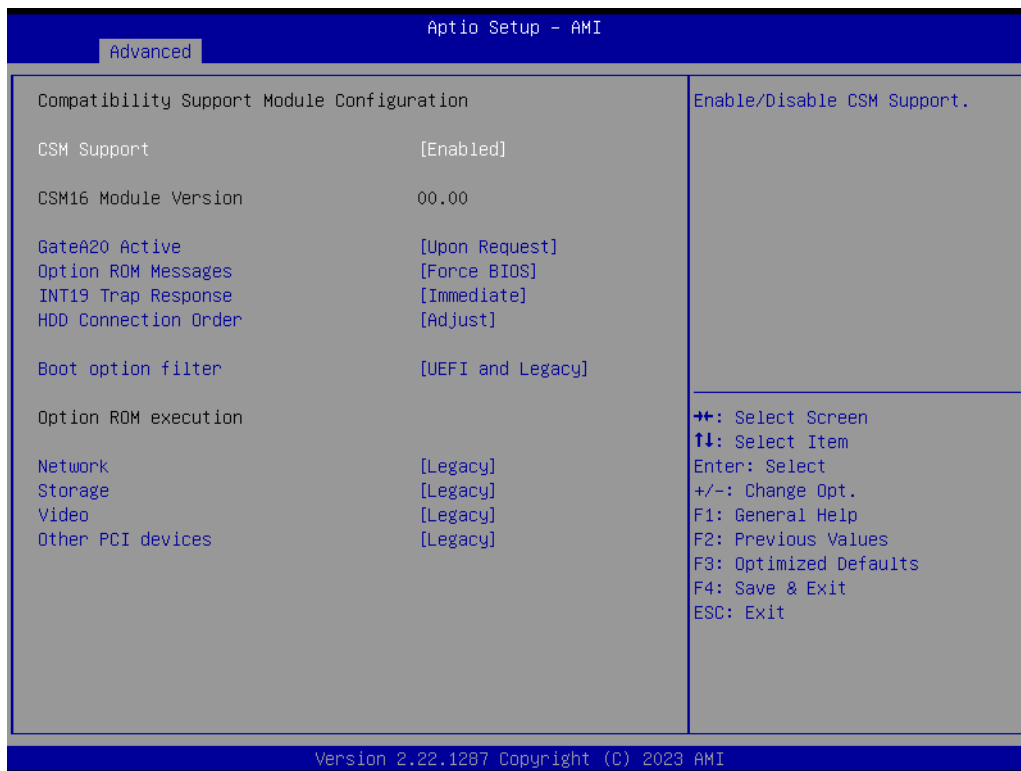 Aptio Setup – AMI
Advanced
Compatibility Support Module Configuration
CSM Support [Enabled]
CSM16 Module Version 00.00
GateA20 Active [Upon Request]
Option ROM Messages [Force BIOS]
INT19 Trap Response [Immediate]
HDD Connection Order [Adjust]
Boot option filter [UEFI and Legacy]
Option ROM execution
Network [Legacy]
Storage [Legacy]
Video [Legacy]
Other PCI devices [Legacy]
Enable/Disable CSM Support.
→←: Select Screen
↑↓: Select Item
Enter: Select
+/-: Change Opt.
F1: General Help
F2: Previous Values
F3: Optimized Defaults
F4: Save & Exit
ESC: Exit
Version 2.22.1287 Copyright (C) 2023 AMI